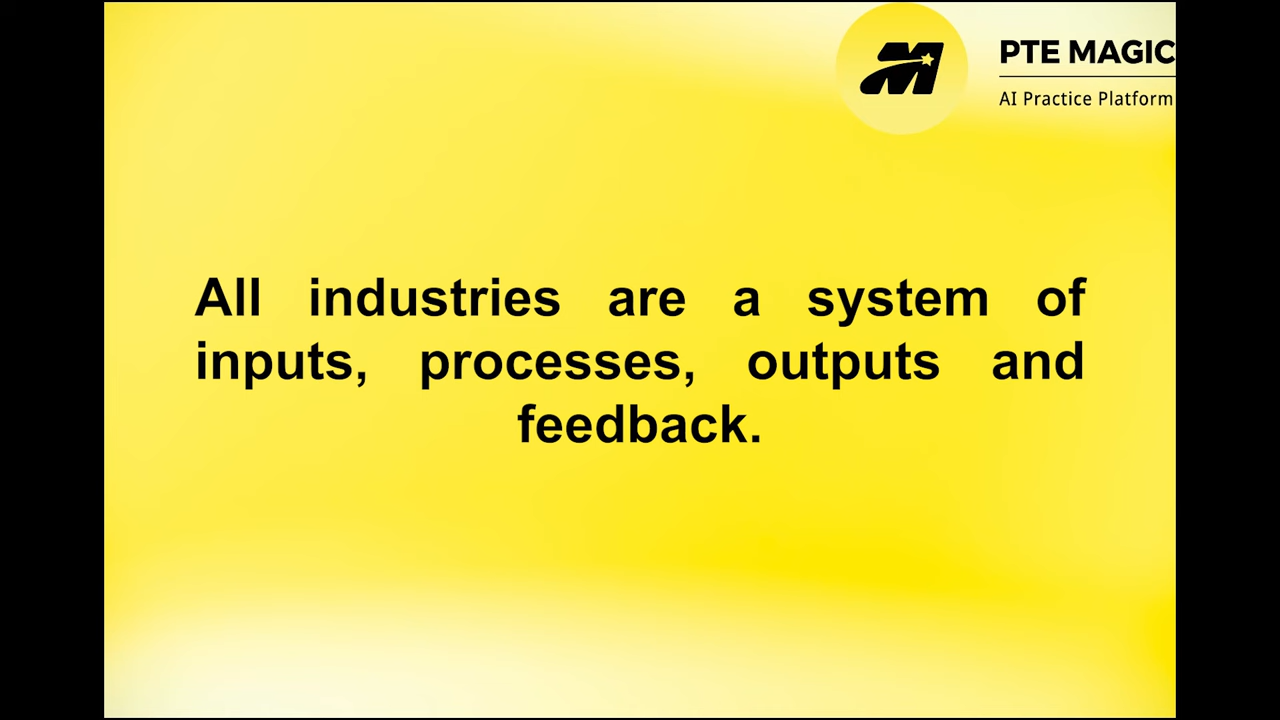 PTE MAGIC
AI Practice Platform
All industries are a system of
inputs, processes, outputs and
feedback.